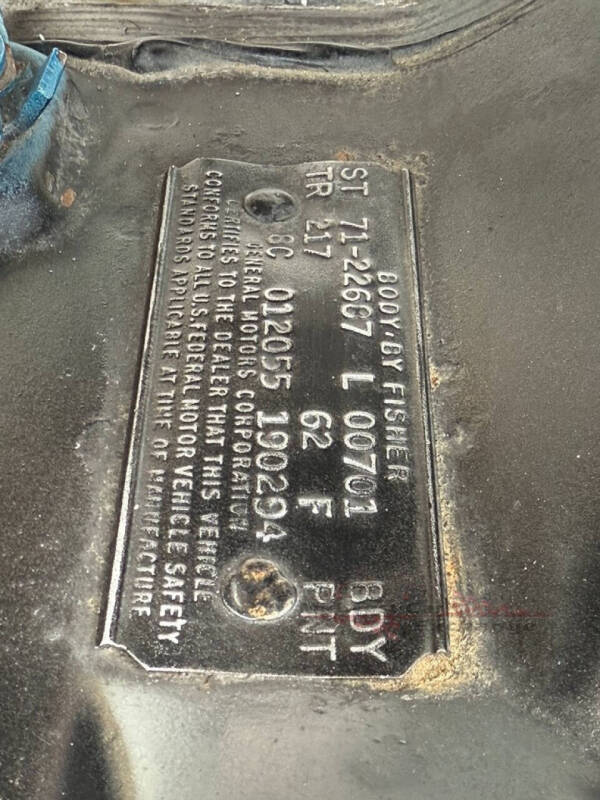 BODY·BY FISHER
ST 71-22687 L 00701 BDY
TR 217 62 F PNT
8C 012055 190294
GENERAL MOTORS CORPORATION
CERTIFIES TO THE DEALER THAT THIS VEHICLE
CONFORMS TO ALL U.S. FEDERAL MOTOR VEHICLE SAFETY
STANDARDS APPLICABLE AT TIME OF MANUFACTURE